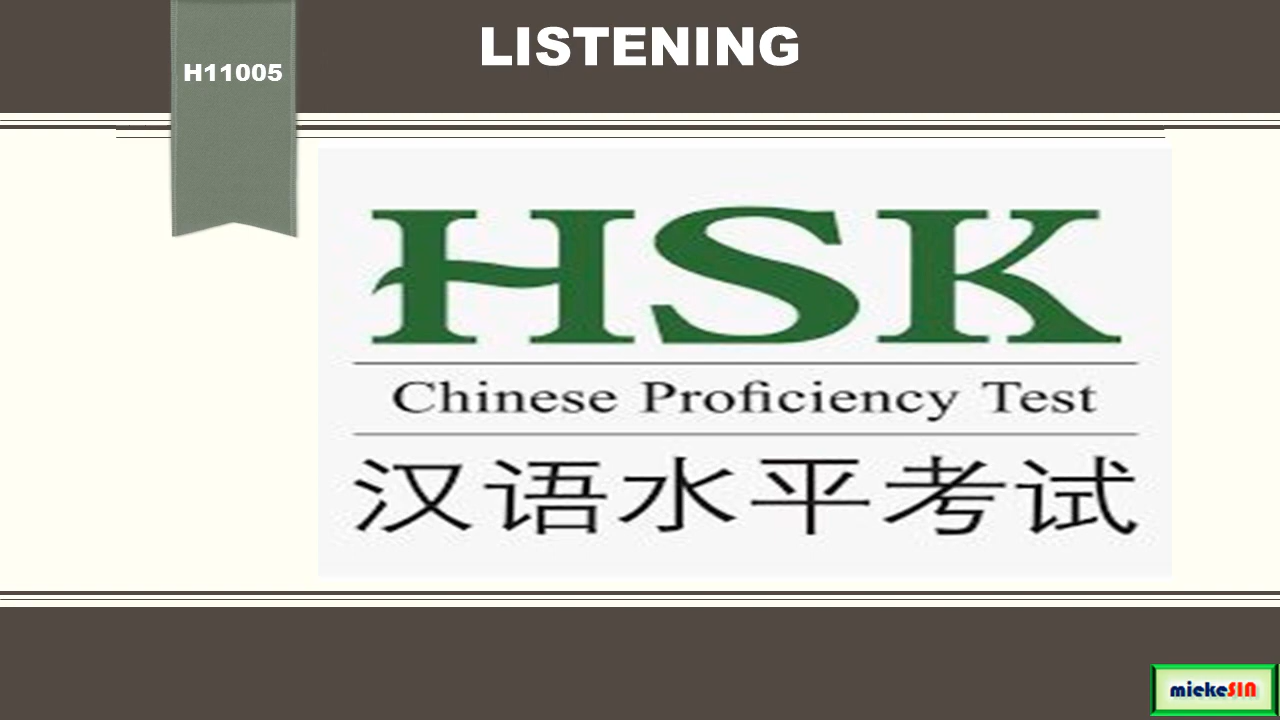 LISTENING
H11005
HSK
Chinese Proficiency Test
汉语水平考试
miekeSIN